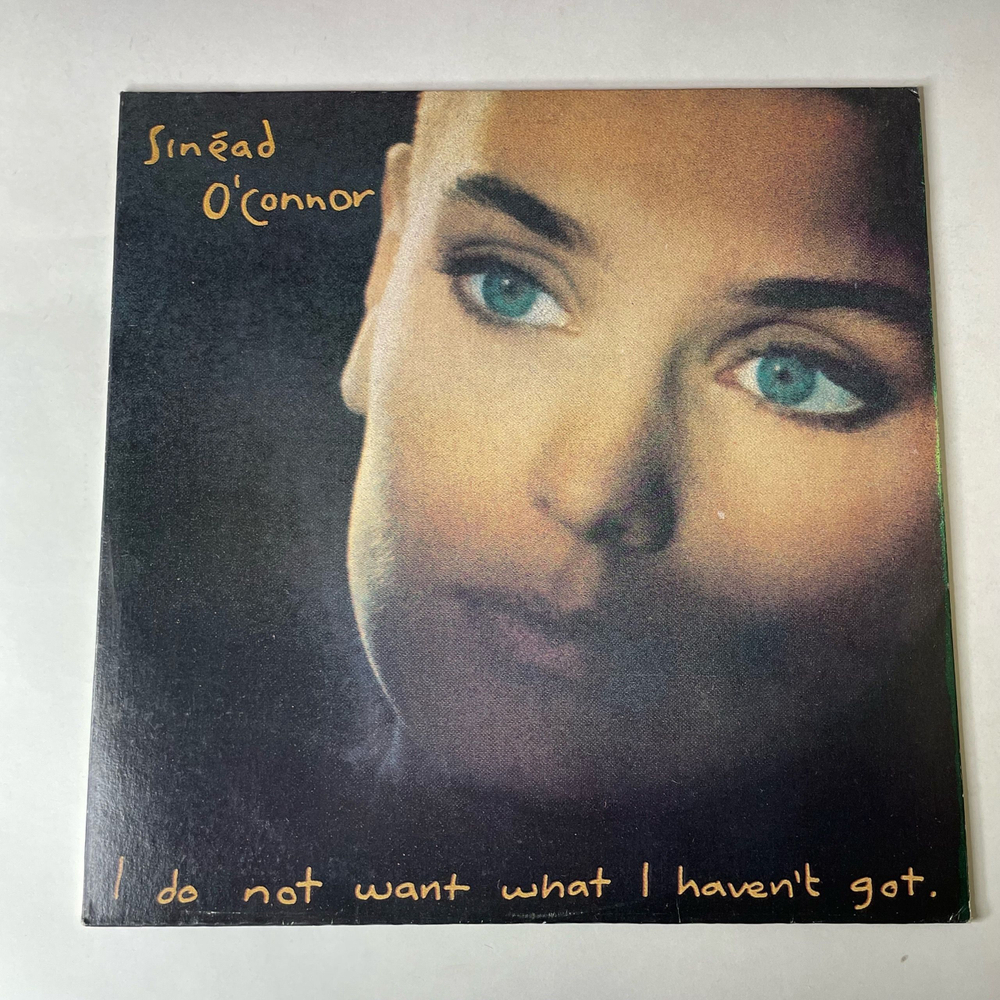 Sinéad
O'Connor
I do not want what I haven't got.